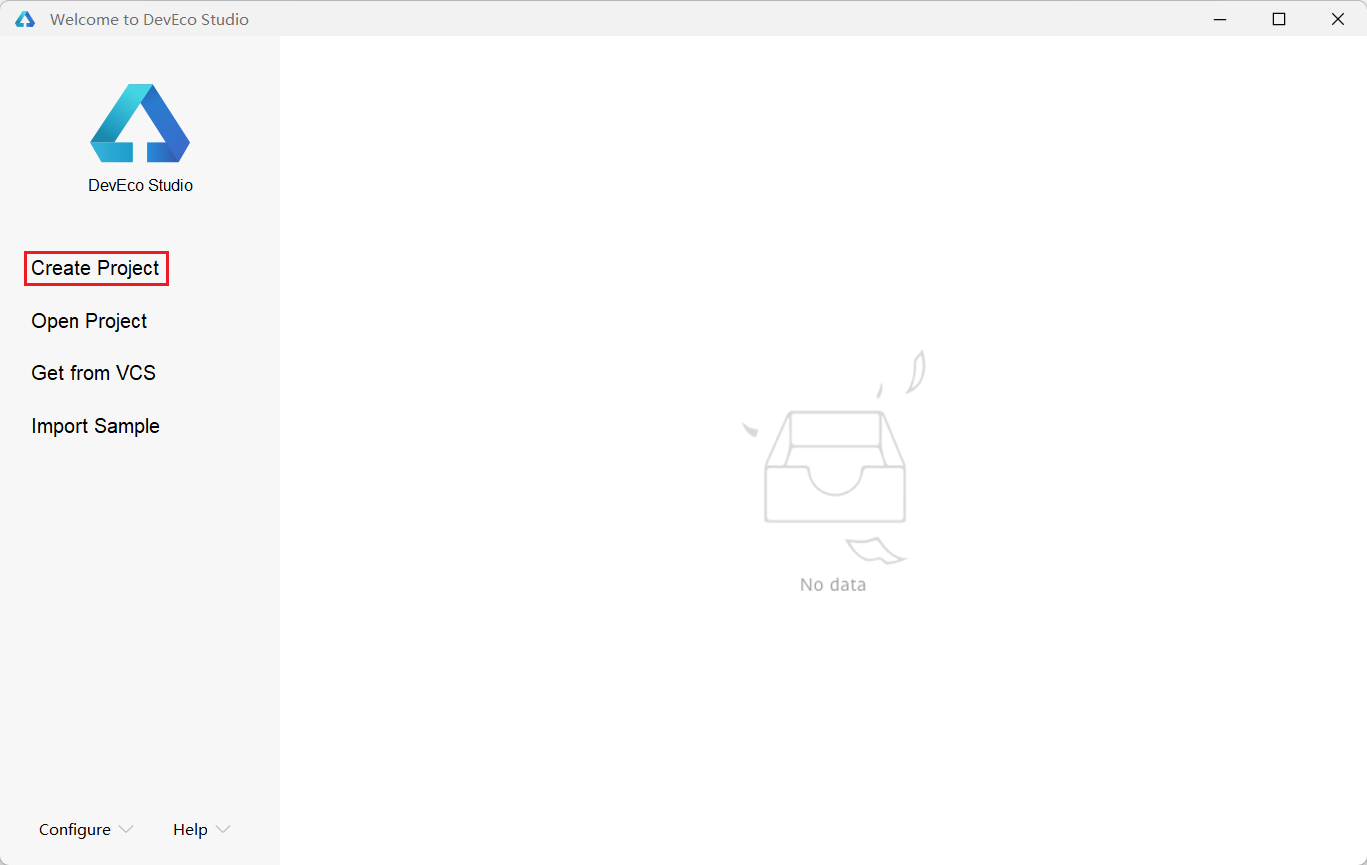 Welcome to DevEco Studio
DevEco Studio
Create Project
Open Project
Get from VCS
Import Sample
No data
Configure
Help